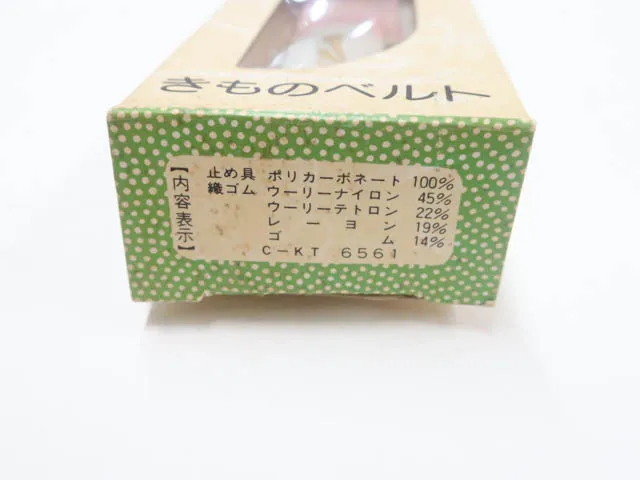 きものベルト
【内容表示】
止め具 ポリカーボネート 100%
織ゴム ウーリーナイロン 45%
ウーリーテトロン 22%
レーヨン 19%
ゴム 14%
C-KT 6561